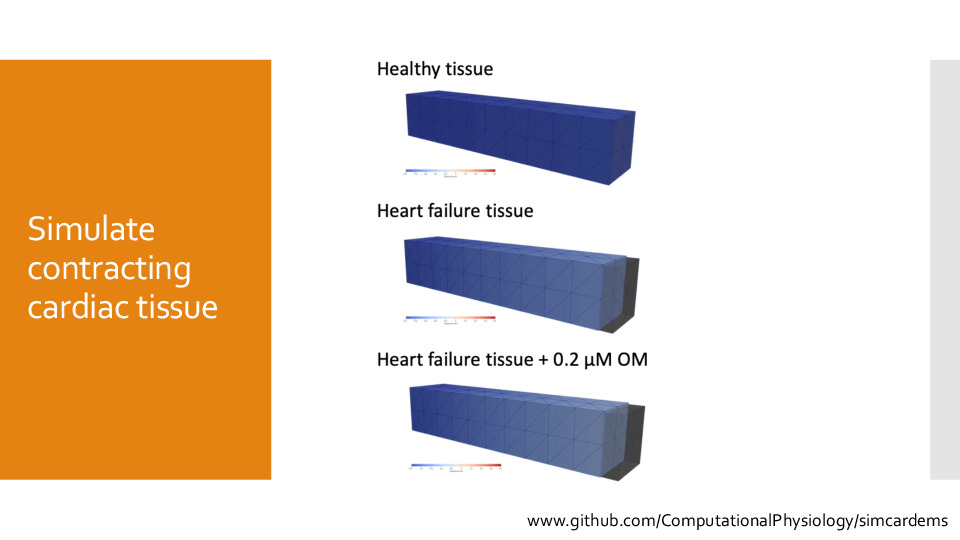 Simulate
contracting
cardiac tissue
Healthy tissue
Heart failure tissue
Heart failure tissue + 0.2 µM OM
www.github.com/ComputationalPhysiology/simcardems